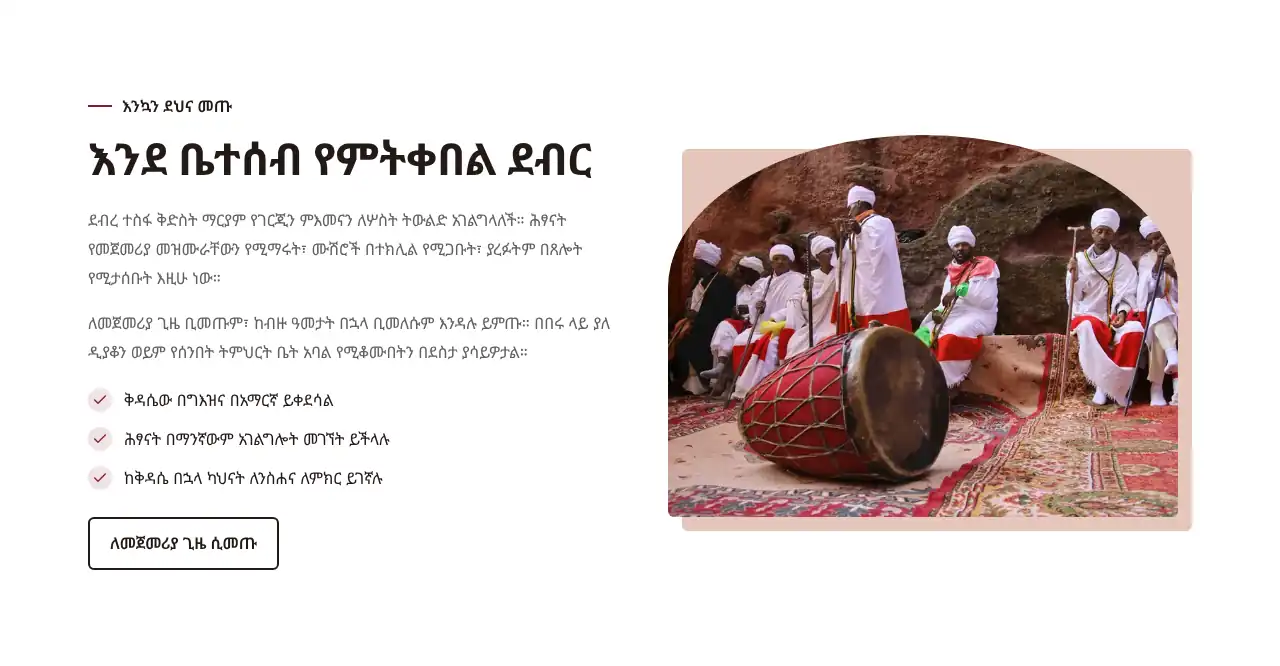 እንኳን ደህና መጡ
እንደ ቤተሰብ የምትቀበል ደብር
ደብረ ተስፋ ቅድስት ማርያም የገርጂን ምእመናን ለሦስት ትውልድ አገልግላለች። ሕፃናት
የመጀመሪያ መዝሙራቸውን የሚማሩት፣ ሙሽሮች በተክሊል የሚጋቡት፣ ያረፉትም በጸሎት
የሚታሰቡት እዚሁ ነው።
ለመጀመሪያ ጊዜ ቢመጡም፣ ከብዙ ዓመታት በኋላ ቢመለሱም እንዳሉ ይምጡ። በበሩ ላይ ያለ
ዲያቆን ወይም የሰንበት ትምህርት ቤት አባል የሚቆሙበትን በደስታ ያሳይዎታል።
ቅዳሴው በግእዝና በአማርኛ ይቀደሳል
ሕፃናት በማንኛውም አገልግሎት መገኘት ይችላሉ
ከቅዳሴ በኋላ ካህናት ለንስሐና ለምክር ይገኛሉ
ለመጀመሪያ ጊዜ ሲመጡ